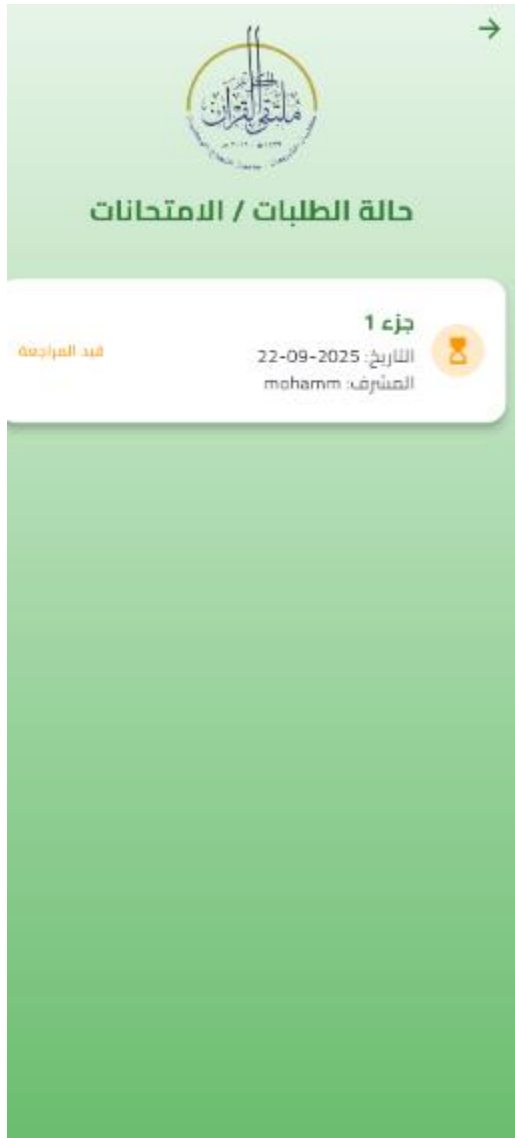 ملتقى القرآن
حالة الطلبات / الامتحانات
جزء 1
التاريخ: 2025-09-22
المشرف: mohamm
قيد المراجعة